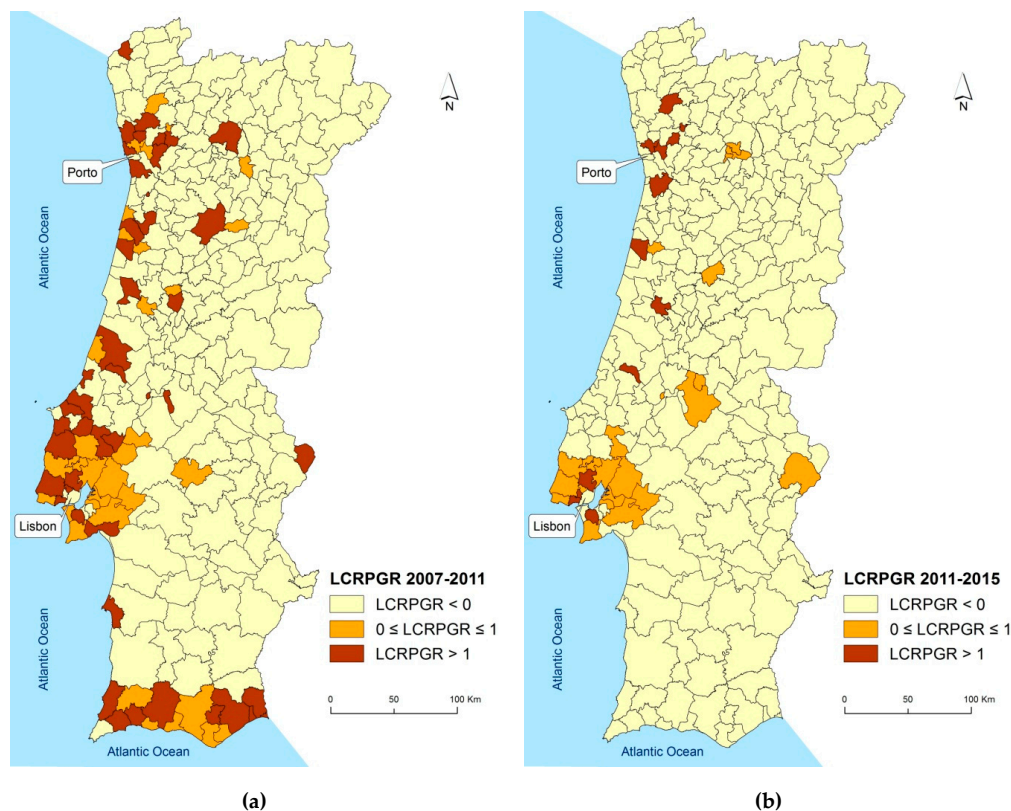 N
Porto
Atlantic Ocean
Lisbon
Atlantic Ocean
LCRPGR 2007-2011
LCRPGR < 0
0 ≤ LCRPGR ≤ 1
LCRPGR > 1
0 50 100 Km
Atlantic Ocean
(a)
N
Porto
Atlantic Ocean
Lisbon
Atlantic Ocean
LCRPGR 2011-2015
LCRPGR < 0
0 ≤ LCRPGR ≤ 1
LCRPGR > 1
0 50 100 Km
Atlantic Ocean
(b)